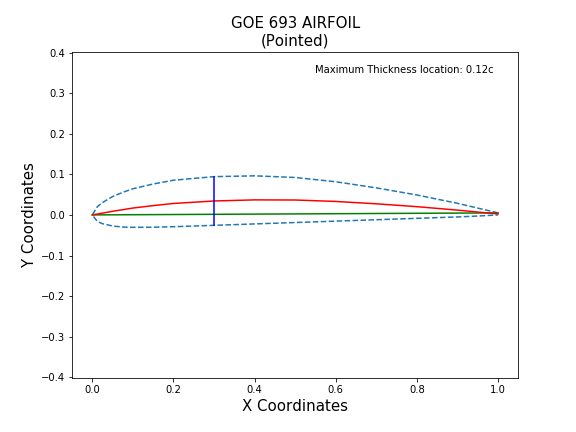 GOE 693 AIRFOIL
(Pointed)
Maximum Thickness location: 0.12c
Y Coordinates
0.4
0.3
0.2
0.1
0.0
−0.1
−0.2
−0.3
−0.4
0.0 0.2 0.4 0.6 0.8 1.0
X Coordinates